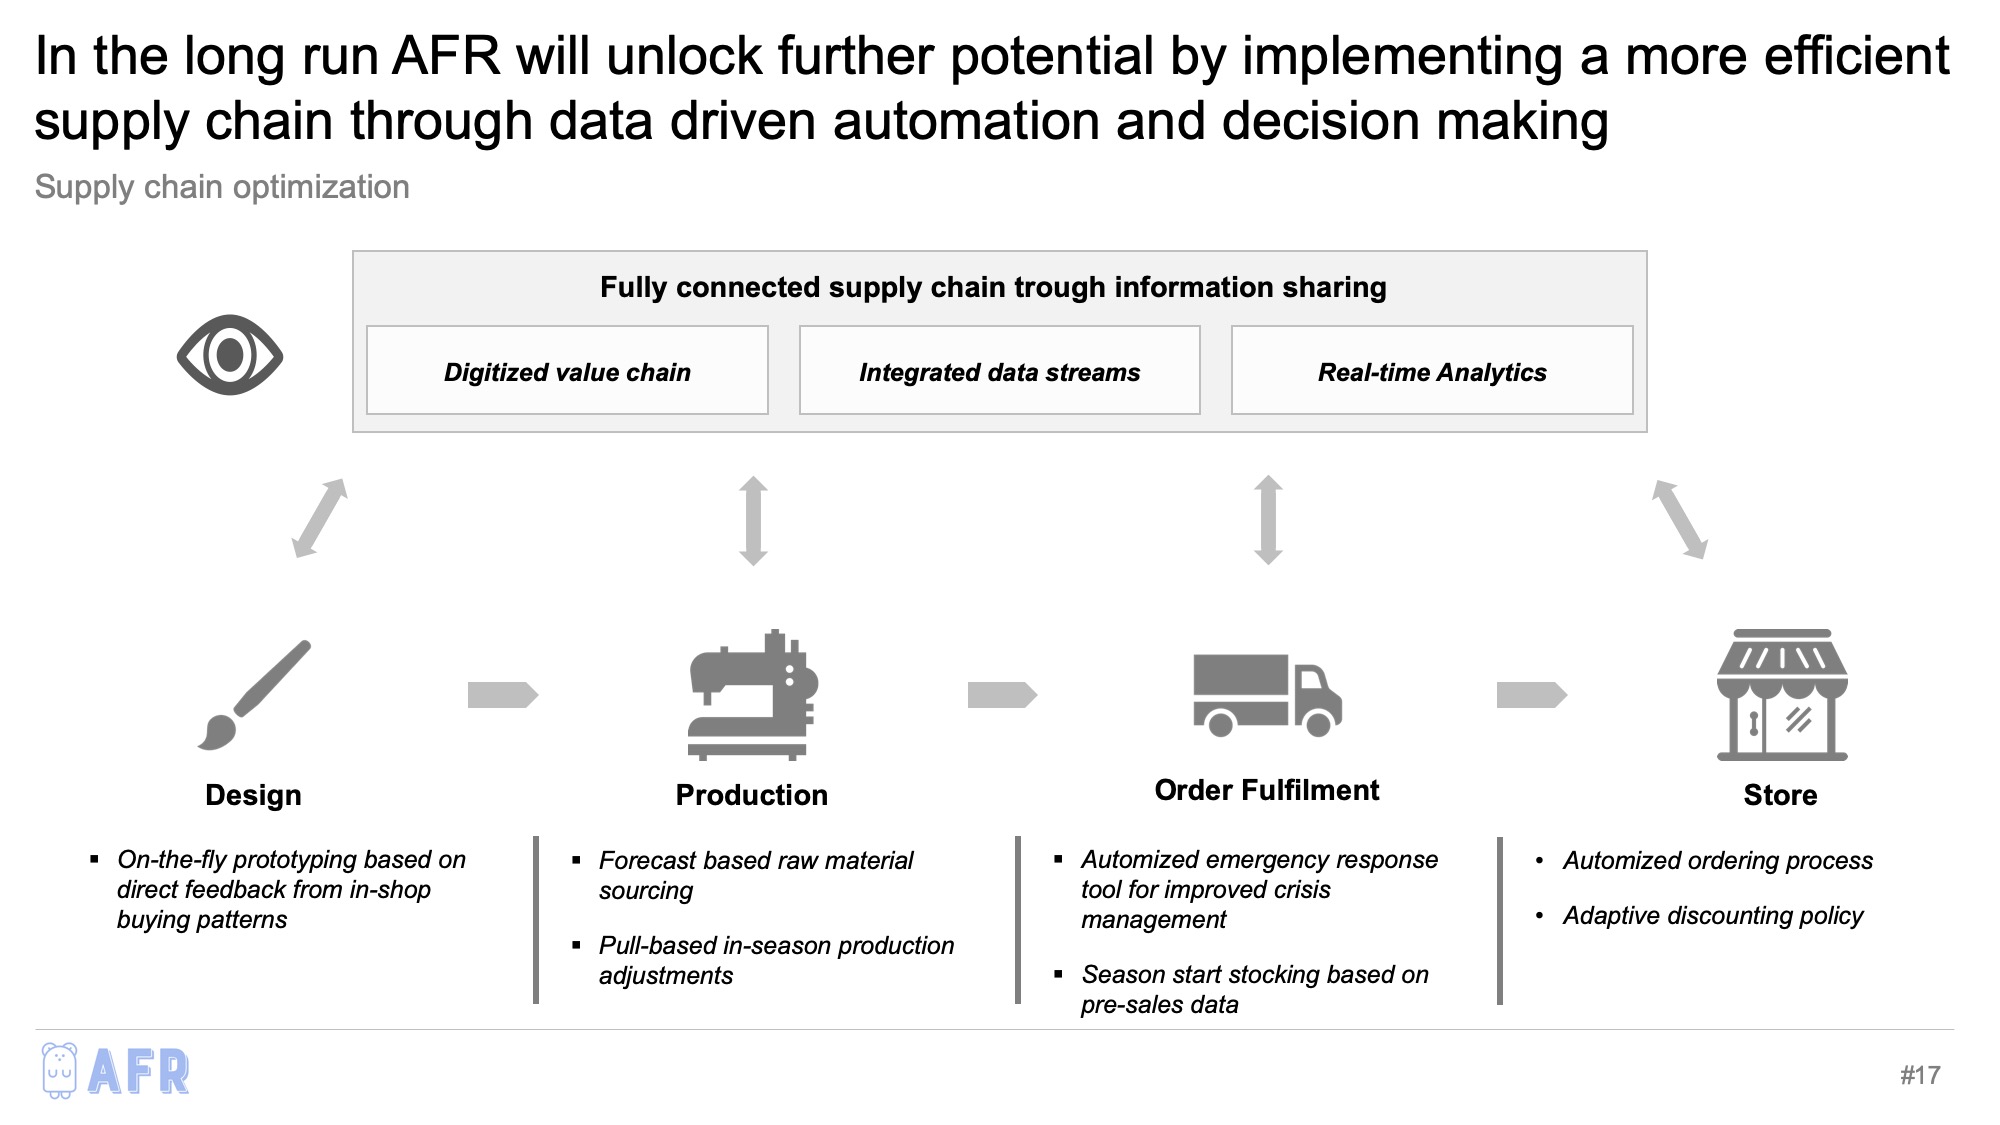 In the long run AFR will unlock further potential by implementing a more efficient
supply chain through data driven automation and decision making
Supply chain optimization
Fully connected supply chain trough information sharing
Digitized value chain
Integrated data streams
Real-time Analytics
Design
Production
Order Fulfilment
Store
▪ On-the-fly prototyping based on
direct feedback from in-shop
buying patterns
▪ Forecast based raw material
sourcing
▪ Pull-based in-season production
adjustments
▪ Automized emergency response
tool for improved crisis
management
▪ Season start stocking based on
pre-sales data
• Automized ordering process
• Adaptive discounting policy
AFR
#17